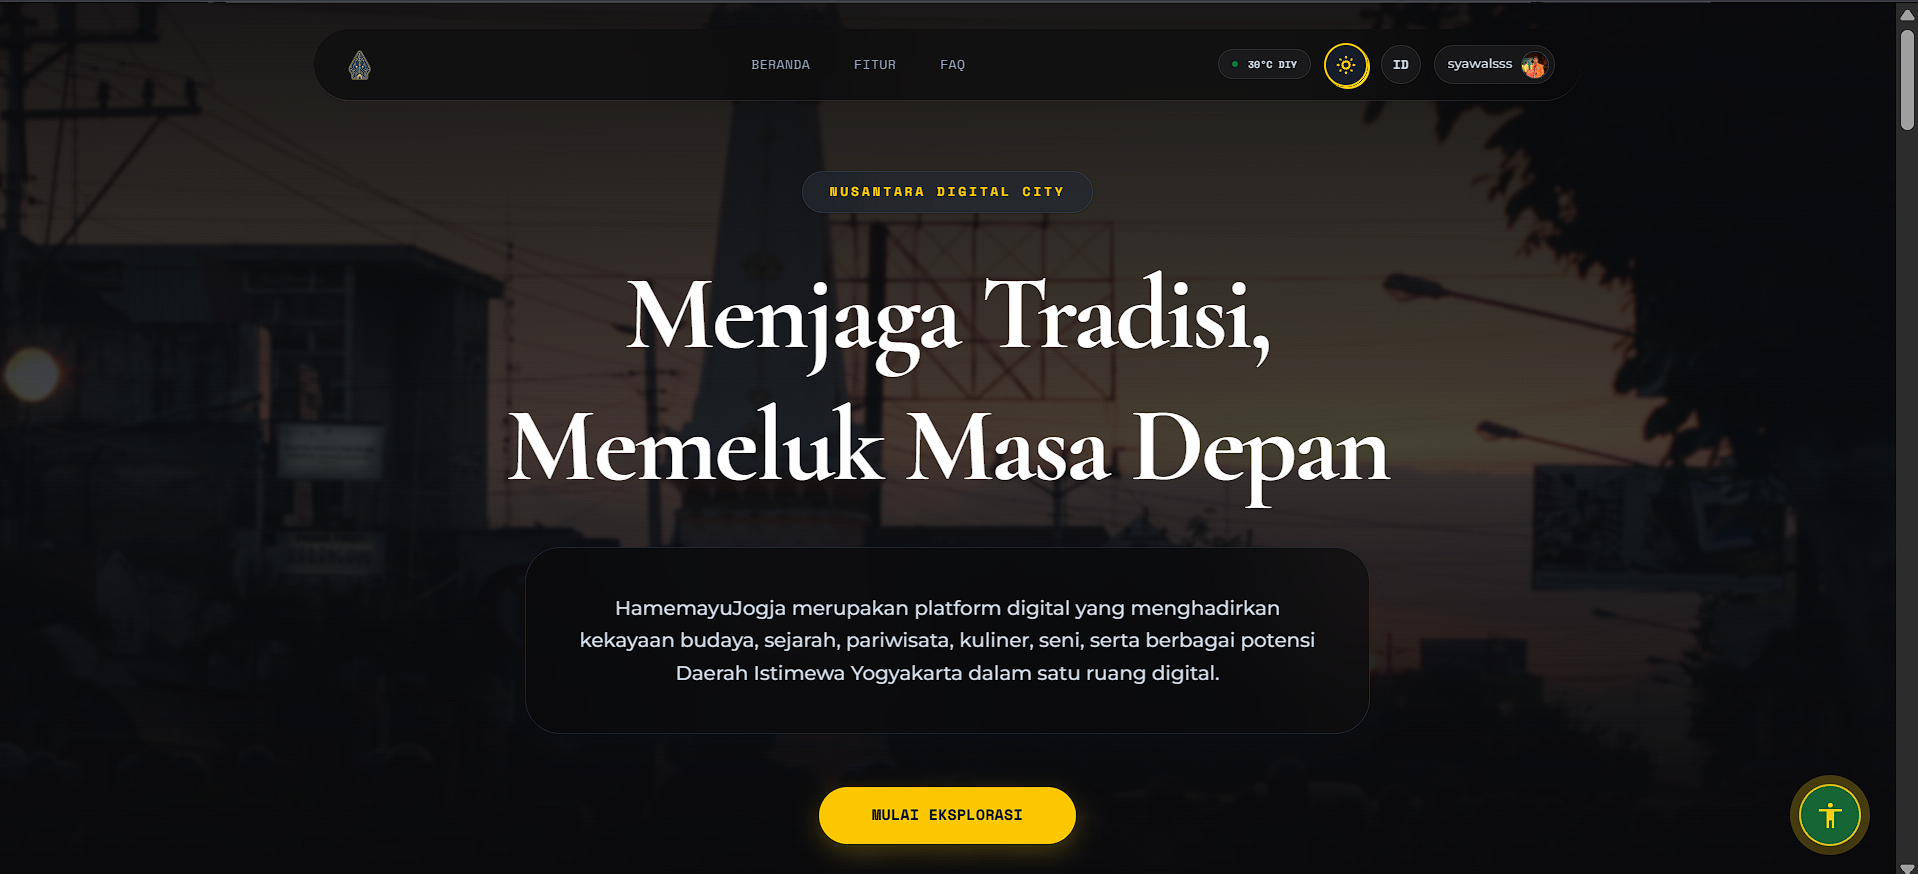 BERANDA
FITUR
FAQ
30°C DIY
ID
syawalsss
NUSANTARA DIGITAL CITY
Menjaga Tradisi,
Memeluk Masa Depan
HamemayuJogja merupakan platform digital yang menghadirkan
kekayaan budaya, sejarah, pariwisata, kuliner, seni, serta berbagai potensi
Daerah Istimewa Yogyakarta dalam satu ruang digital.
MULAI EKSPLORASI